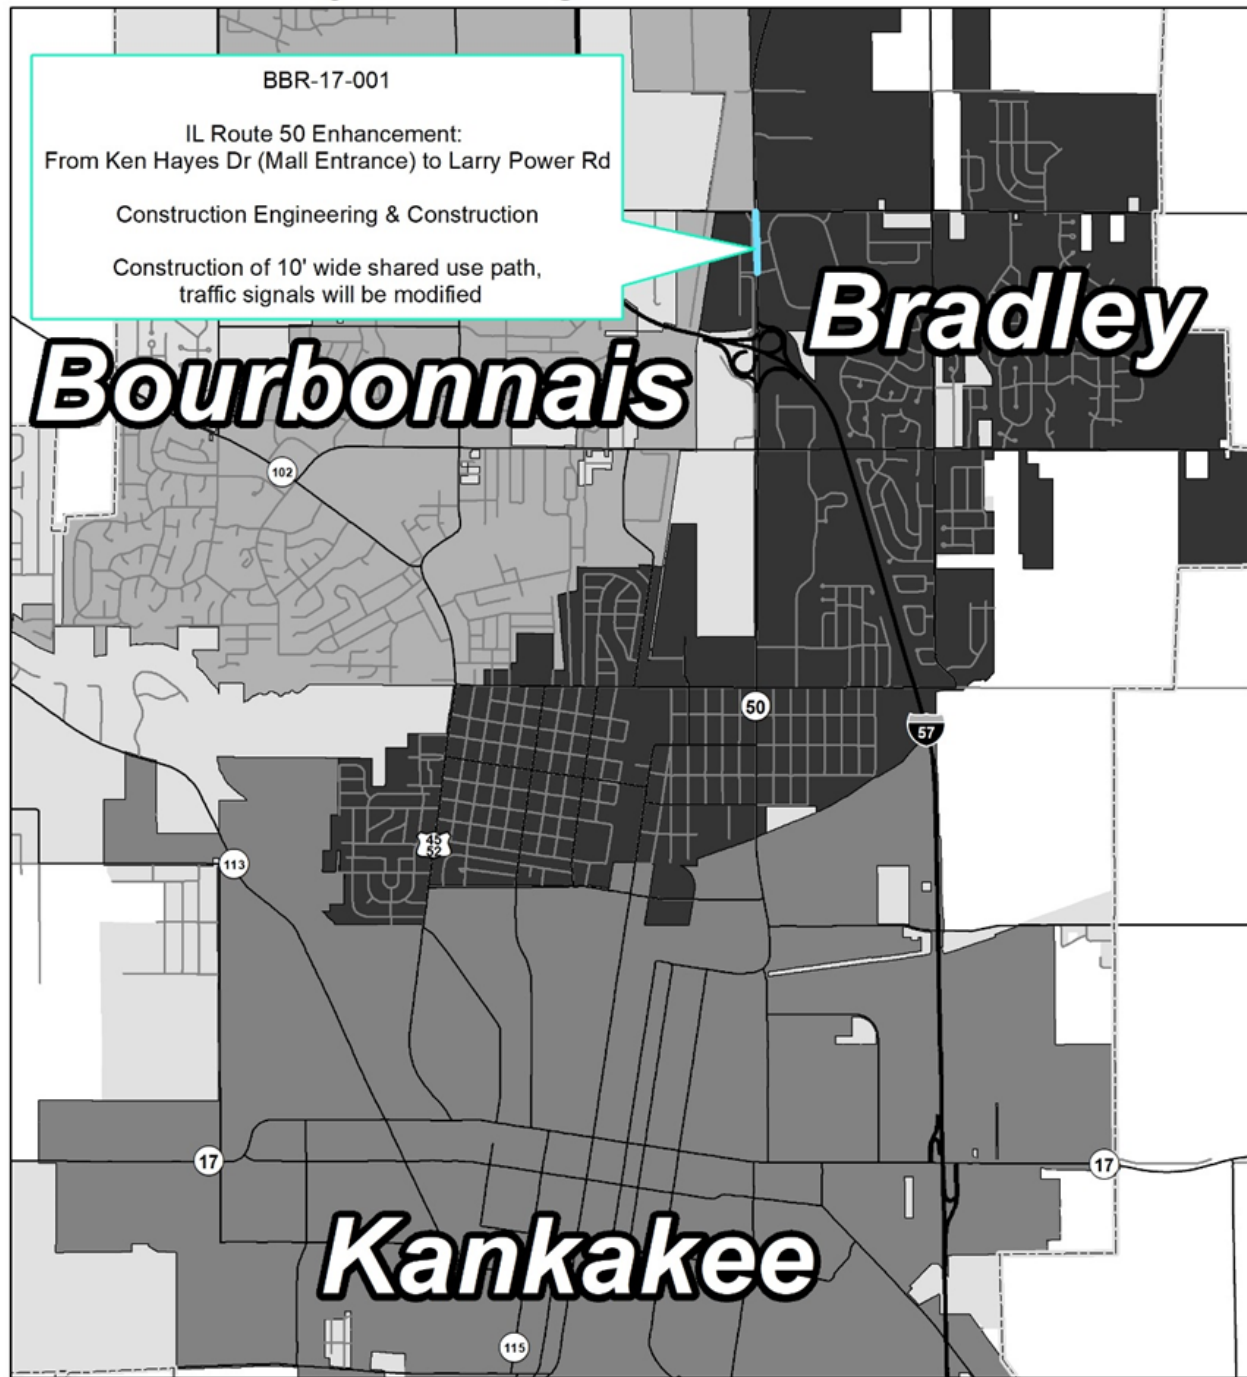 BBR-17-001
IL Route 50 Enhancement:
From Ken Hayes Dr (Mall Entrance) to Larry Power Rd
Construction Engineering & Construction
Construction of 10' wide shared use path,
traffic signals will be modified
Bradley
Bourbonnais
102
50
57
45
52
113
17
17
Kankakee
115